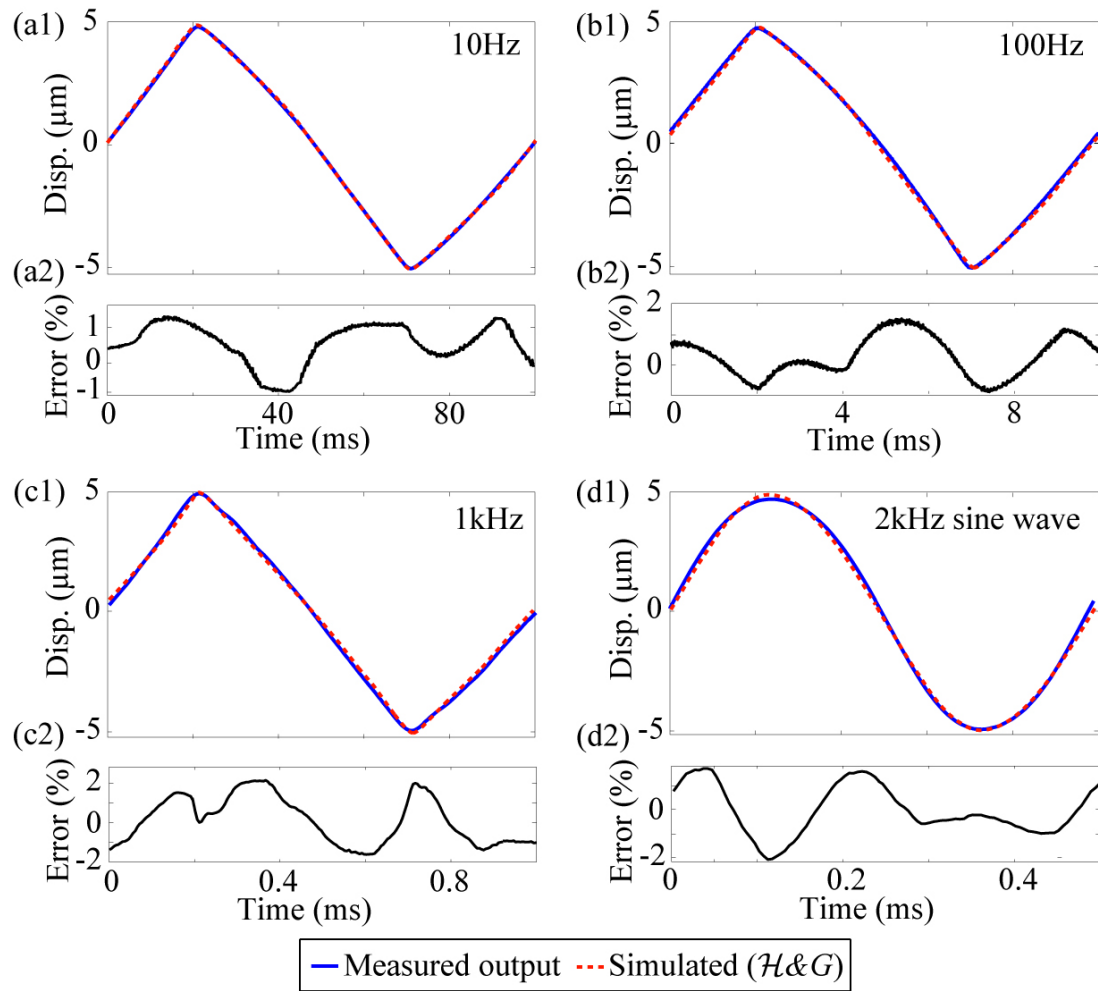 (a1)
10Hz
5
0
-5
Disp. (μm)
(a2)
1
0
-1
Error (%)
0
40
80
Time (ms)
(b1)
100Hz
5
0
-5
Disp. (μm)
(b2)
2
0
Error (%)
0
4
8
Time (ms)
(c1)
1kHz
5
0
-5
Disp. (μm)
(c2)
2
0
-2
Error (%)
0
0.4
0.8
Time (ms)
(d1)
2kHz sine wave
5
0
-5
Disp. (μm)
(d2)
0
-2
Error (%)
0
0.2
0.4
Time (ms)
Measured output
Simulated (ℋ&G)